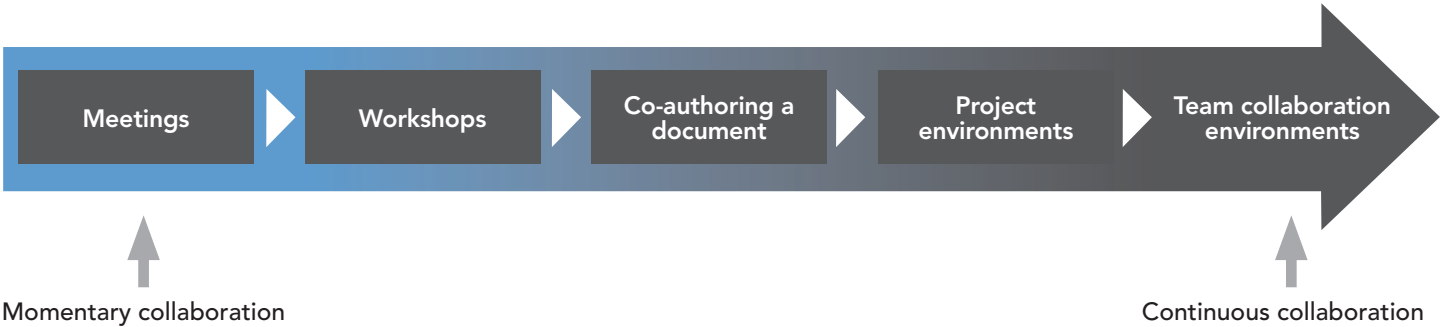 Meetings
Workshops
Co-authoring a
document
Project
environments
Team collaboration
environments
Momentary collaboration
Continuous collaboration